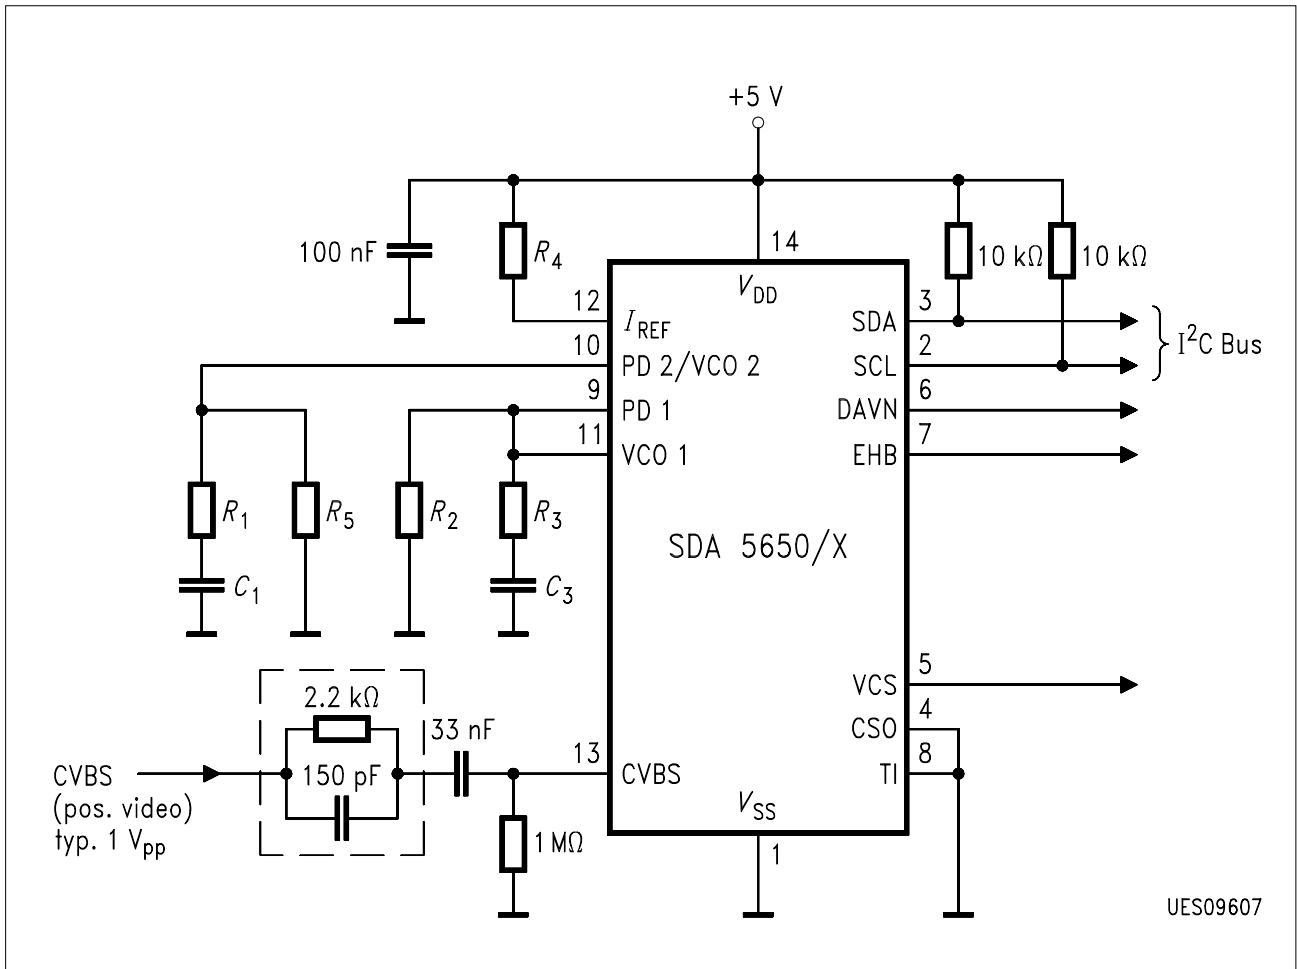 +5 V
100 nF
R4
14
10 kΩ
10 kΩ
VDD
12
IREF
3
SDA
I2C Bus
10
PD 2/VCO 2
2
SCL
9
PD 1
6
DAVN
11
VCO 1
7
EHB
R1
R5
R2
R3
SDA 5650/X
C1
C3
5
VCS
2.2 kΩ
4
CSO
33 nF
13
CVBS
8
TI
CVBS
(pos. video)
typ. 1 Vpp
150 pF
VSS
1 MΩ
1
UES09607